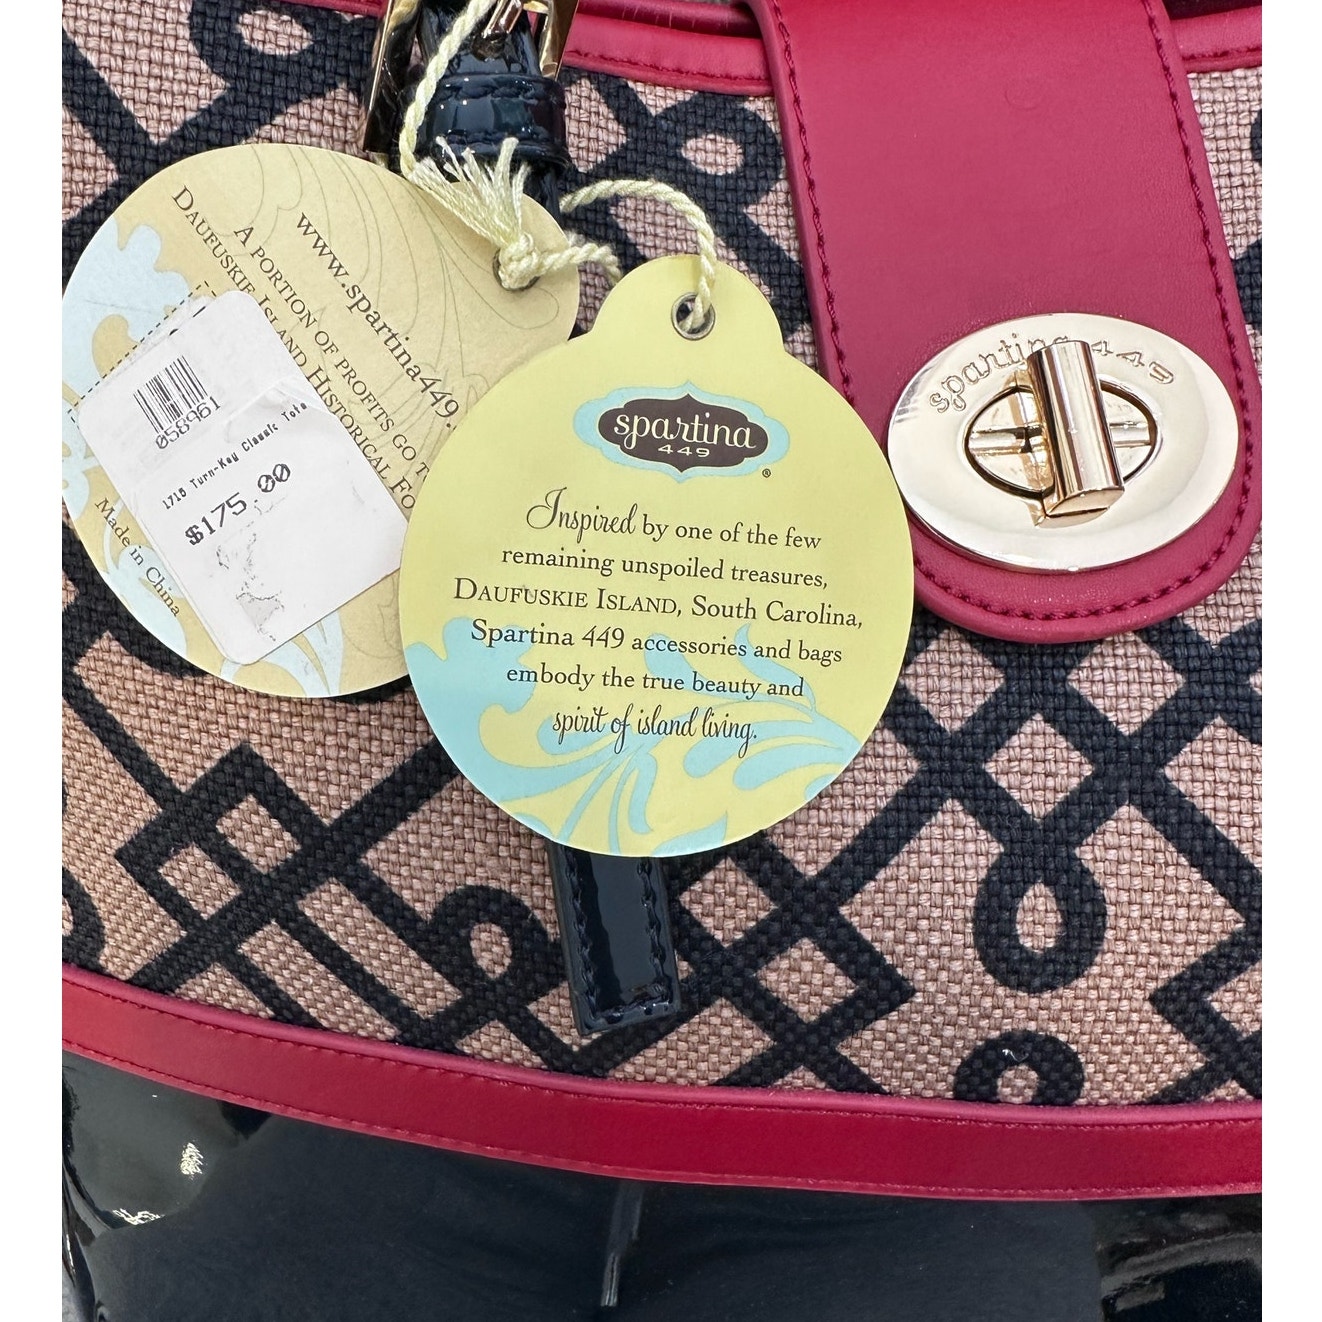 www.spartina449.
A PORTION OF PROFITS GO T
DAUFUSKIE ISLAND HISTORICAL FO
058961
1718 Turn-Key Classic Tote
$175.00
Made in China
spartina
449
®
Inspired by one of the few
remaining unspoiled treasures,
DAUFUSKIE ISLAND, South Carolina,
Spartina 449 accessories and bags
embody the true beauty and
spirit of island living.
spartina 449